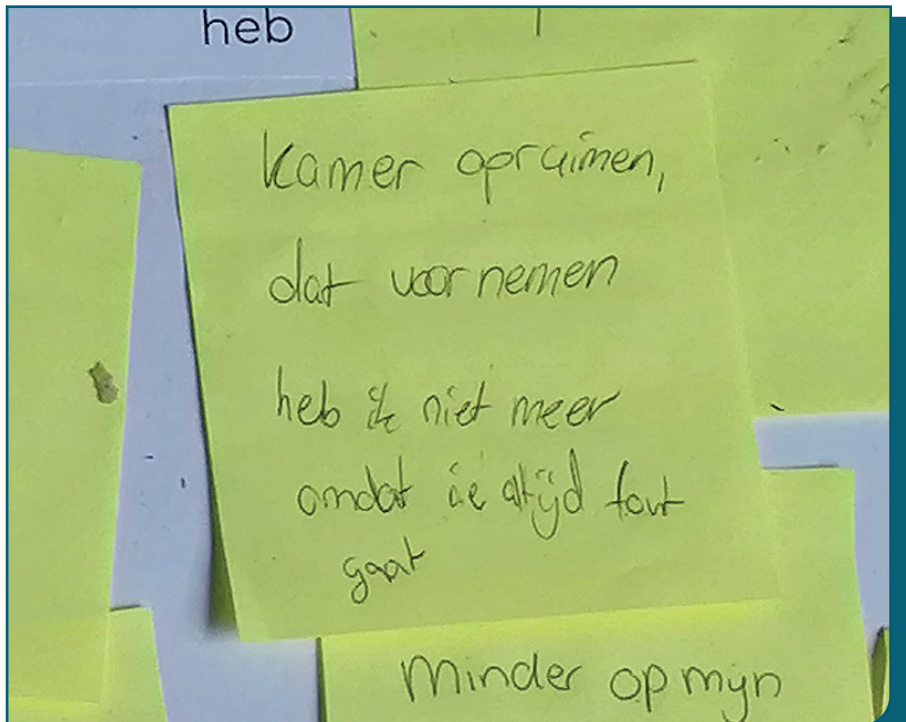 heb
Kamer opruimen,
dat voornemen
heb ik niet meer
omdat ie altijd fout
gaat
Minder op mijn